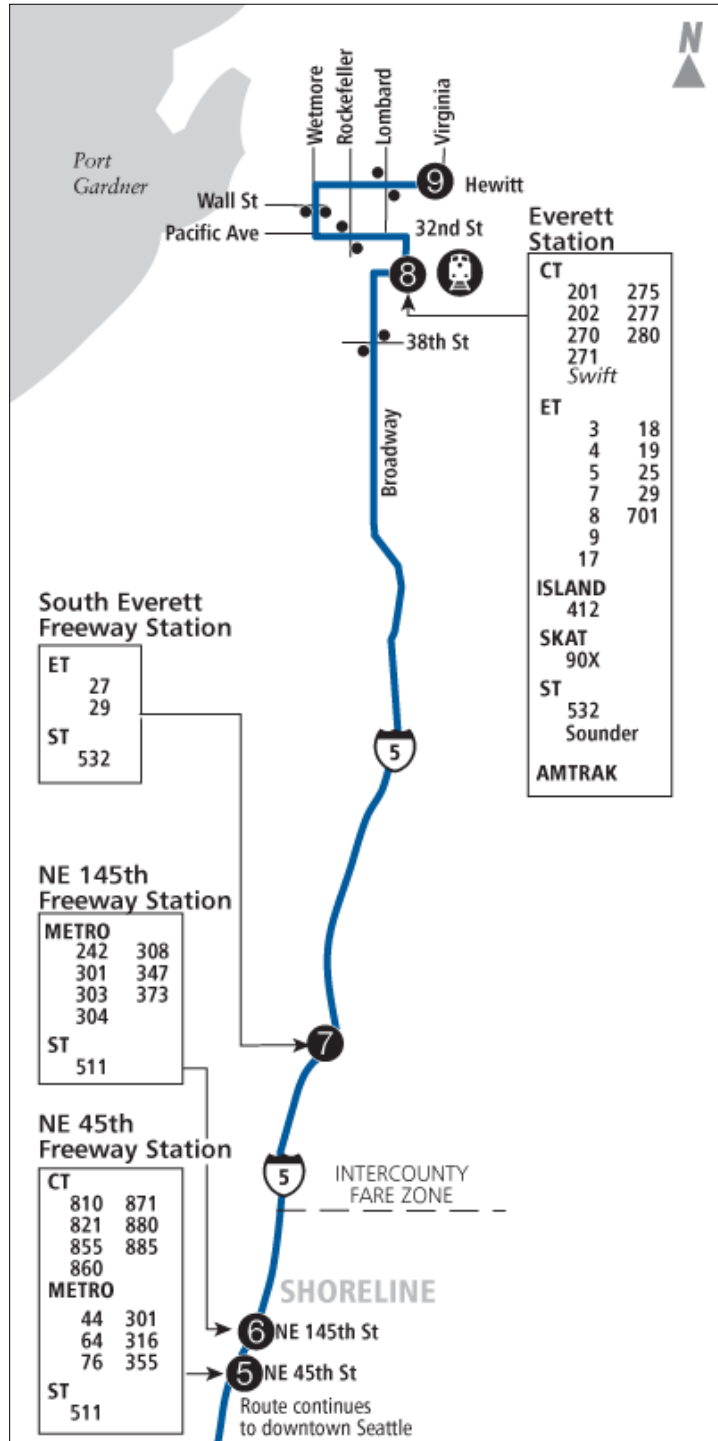 N
Wetmore
Rockefeller
Lombard
Virginia
Port
Gardner
9 Hewitt
Wall St
Pacific Ave
32nd St
8
38th St
Broadway
Everett
Station
CT
201 275
202 277
270 280
271
Swift
ET
3 18
4 19
5 25
7 29
8 701
9
17
ISLAND
412
SKAT
90X
ST
532
Sounder
AMTRAK
South Everett
Freeway Station
ET
27
29
ST
532
5
NE 145th
Freeway Station
METRO
242 308
301 347
303 373
304
ST
511
7
NE 45th
Freeway Station
CT
810 871
821 880
855 885
860
METRO
44 301
64 316
76 355
ST
511
5
INTERCOUNTY
FARE ZONE
SHORELINE
6 NE 145th St
5 NE 45th St
Route continues
to downtown Seattle